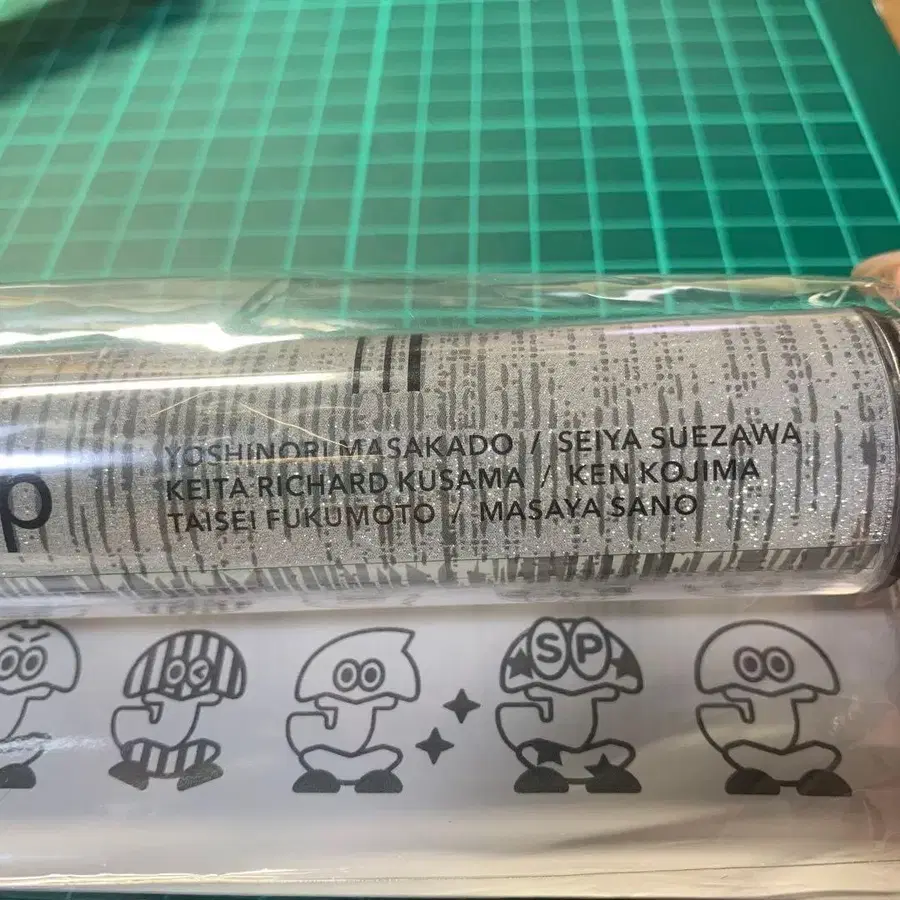 YOSHINORI MASAKADO / SEIYA SUEZAWA
KEITA RICHARD KUSAMA / KEN KOJIMA
TAISEI FUKUMOTO / MASAYA SANO
p
SP